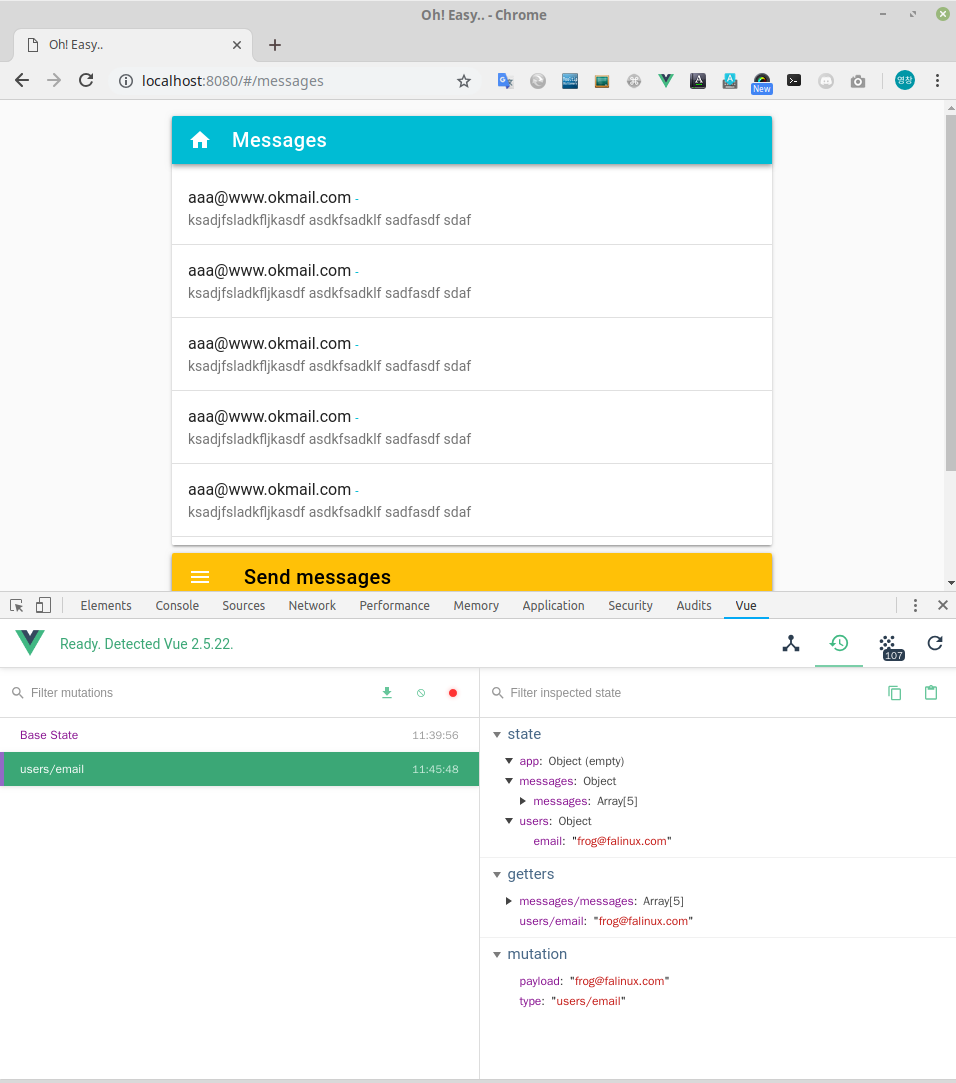 Oh! Easy.. - Chrome
Oh! Easy..
localhost:8080/#/messages
New
영창
Messages
aaa@www.okmail.com -
ksadjfsladkfljkasdf asdkfsadklf sadfasdf sdaf
aaa@www.okmail.com -
ksadjfsladkfljkasdf asdkfsadklf sadfasdf sdaf
aaa@www.okmail.com -
ksadjfsladkfljkasdf asdkfsadklf sadfasdf sdaf
aaa@www.okmail.com -
ksadjfsladkfljkasdf asdkfsadklf sadfasdf sdaf
aaa@www.okmail.com -
ksadjfsladkfljkasdf asdkfsadklf sadfasdf sdaf
Send messages
Elements Console Sources Network Performance Memory Application Security Audits Vue
Ready. Detected Vue 2.5.22.
107
Filter mutations
Filter inspected state
Base State 11:39:56
users/email 11:45:48
state
app: Object (empty)
messages: Object
messages: Array[5]
users: Object
email: "frog@falinux.com"
getters
messages/messages: Array[5]
users/email: "frog@falinux.com"
mutation
payload: "frog@falinux.com"
type: "users/email"